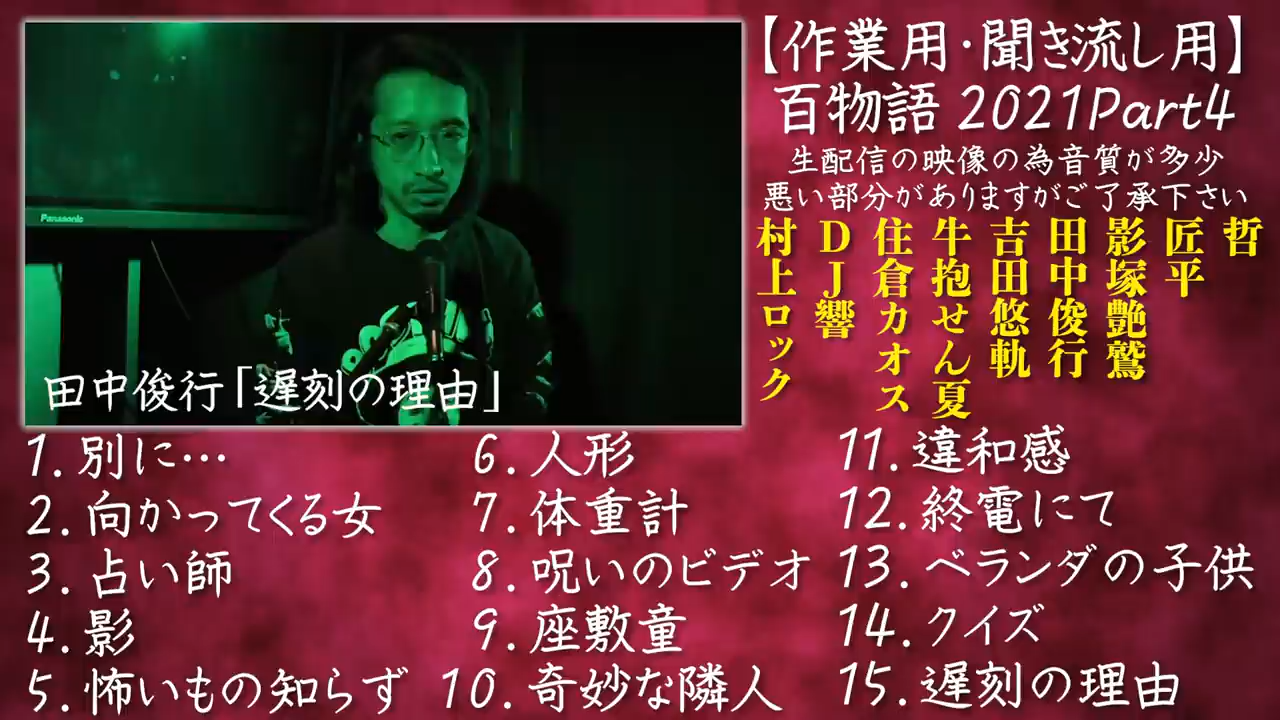 【作業用・聞き流し用】
百物語 2021Part4
生配信の映像の為音質が多少
悪い部分がありますがご了承下さい
哲
匠平
影塚艶鷲
田中俊行
吉田悠軌
牛抱せん夏
住倉カオス
DJ響
村上ロック
Panasonic
田中俊行「遅刻の理由」
1. 別に…
2. 向かってくる女
3. 占い師
4. 影
5. 怖いもの知らず
6. 人形
7. 体重計
8. 呪いのビデオ
9. 座敷童
10. 奇妙な隣人
11. 違和感
12. 終電にて
13. ベランダの子供
14. クイズ
15. 遅刻の理由